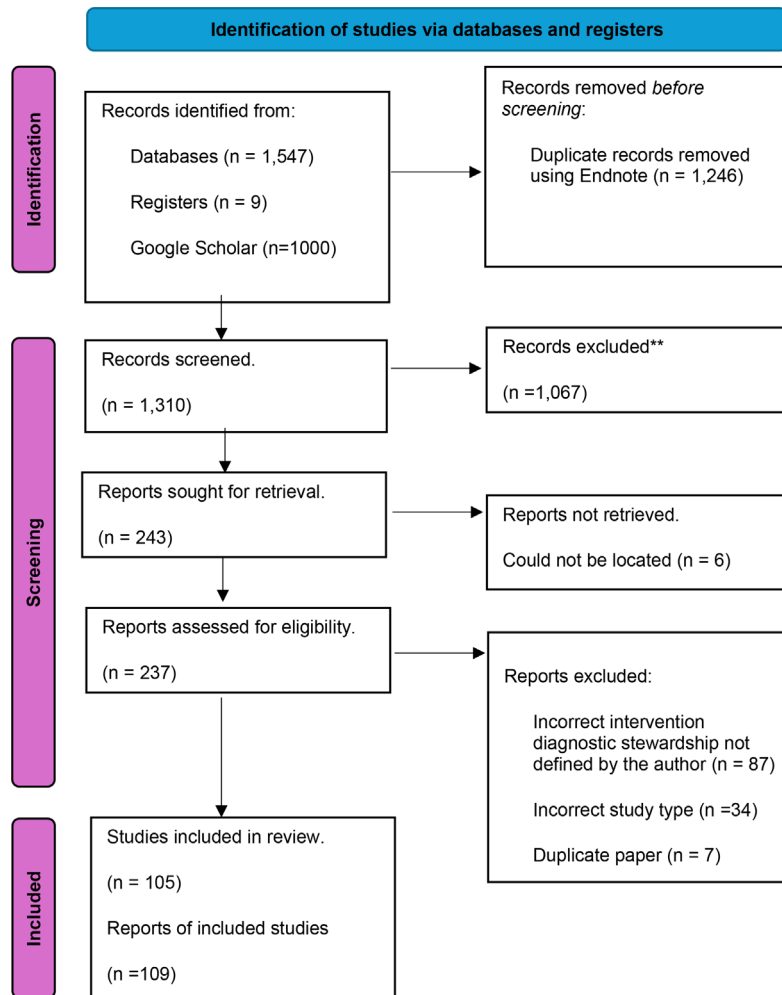 Identification of studies via databases and registers
Identification
Records identified from:
Databases (n = 1,547)
Registers (n = 9)
Google Scholar (n=1000)
Records removed before
screening:
Duplicate records removed
using Endnote (n = 1,246)
Screening
Records screened.
(n = 1,310)
Records excluded**
(n =1,067)
Reports sought for retrieval.
(n = 243)
Reports not retrieved.
Could not be located (n = 6)
Reports assessed for eligibility.
(n = 237)
Reports excluded:
Incorrect intervention
diagnostic stewardship not
defined by the author (n = 87)
Incorrect study type (n =34)
Duplicate paper (n = 7)
Included
Studies included in review.
(n = 105)
Reports of included studies
(n =109)